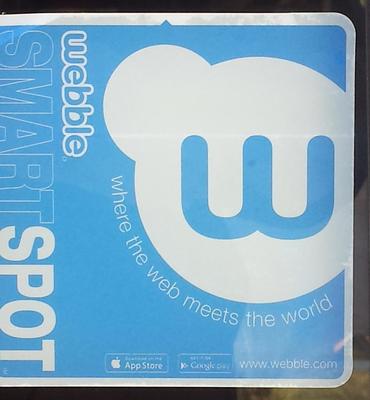 webble
SMARTSPOT
w
where the web meets the world
Download on the
App Store
GET IT ON
Google play
www.webble.com